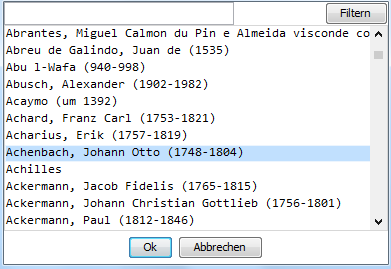 Filtern
Abrantes, Miguel Calmon du Pin e Almeida visconde co
Abreu de Galindo, Juan de (1535)
Abu l-Wafa (940-998)
Abusch, Alexander (1902-1982)
Acaymo (um 1392)
Achard, Franz Carl (1753-1821)
Acharius, Erik (1757-1819)
Achenbach, Johann Otto (1748-1804)
Achilles
Ackermann, Jacob Fidelis (1765-1815)
Ackermann, Johann Christian Gottlieb (1756-1801)
Ackermann, Paul (1812-1846)
Ok Abbrechen